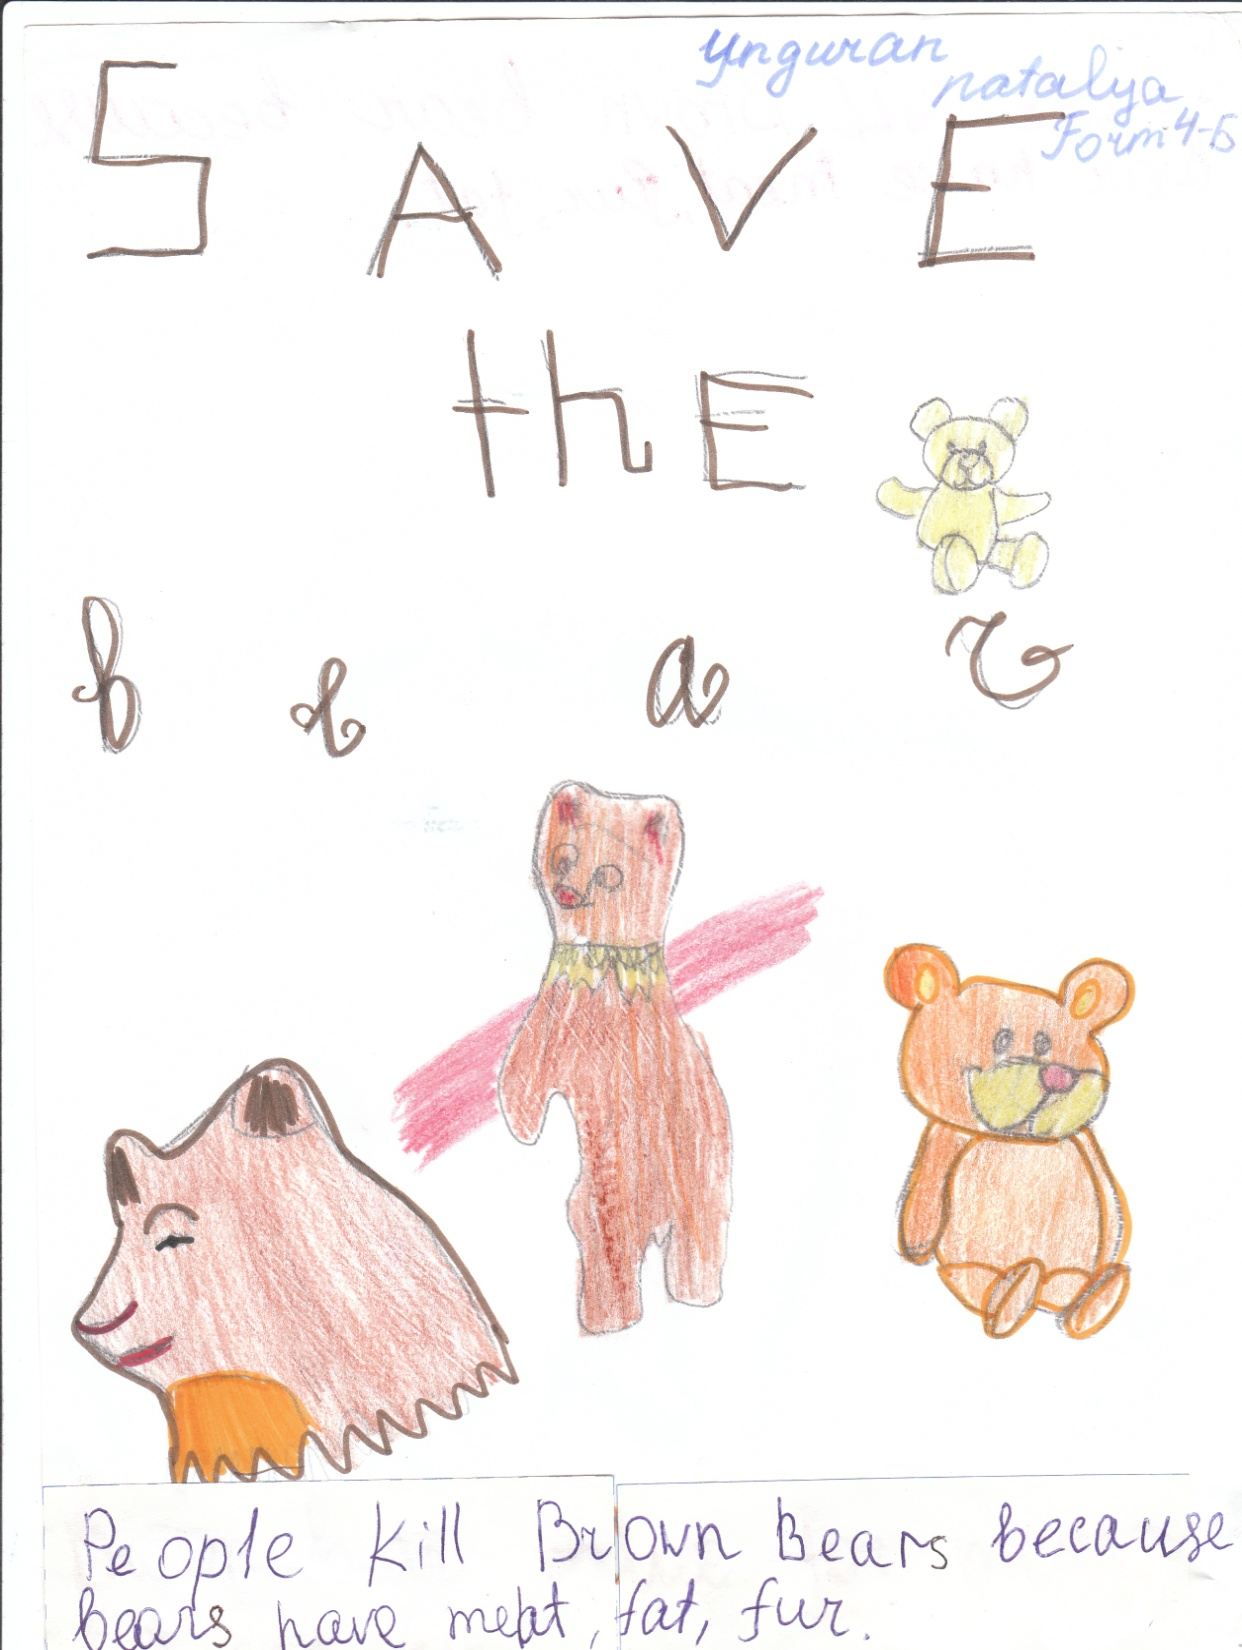 Ynguran
natalya
Form 4-Б
SAVE
thE
bear
People kill Brown Bears because
bears have meat, fat, fur.